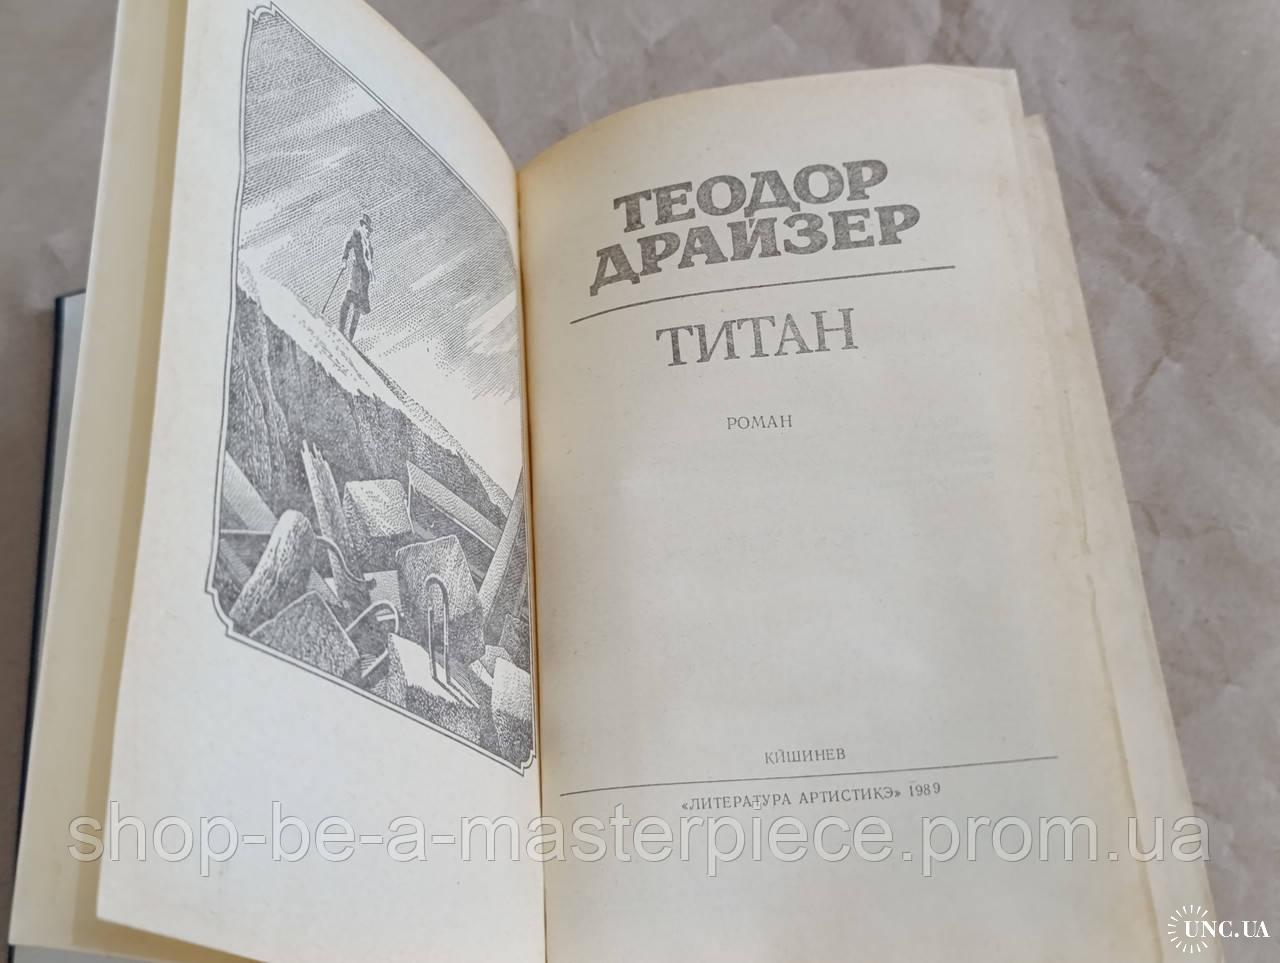 ТЕОДОР
ДРАЙЗЕР
ТИТАН
РОМАН
КИШИНЕВ
«ЛИТЕРАТУРА АРТИСТИКЭ» 1989
shop-be-a-masterpiece.prom.ua
UNC.UA